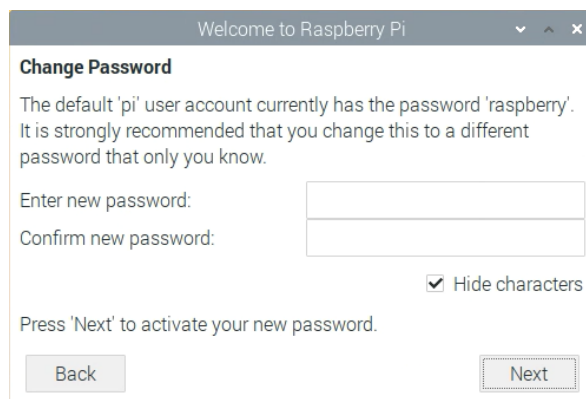 Welcome to Raspberry Pi
Change Password
The default 'pi' user account currently has the password 'raspberry'.
It is strongly recommended that you change this to a different
password that only you know.
Enter new password:
Confirm new password:
Hide characters
Press 'Next' to activate your new password.
Back Next